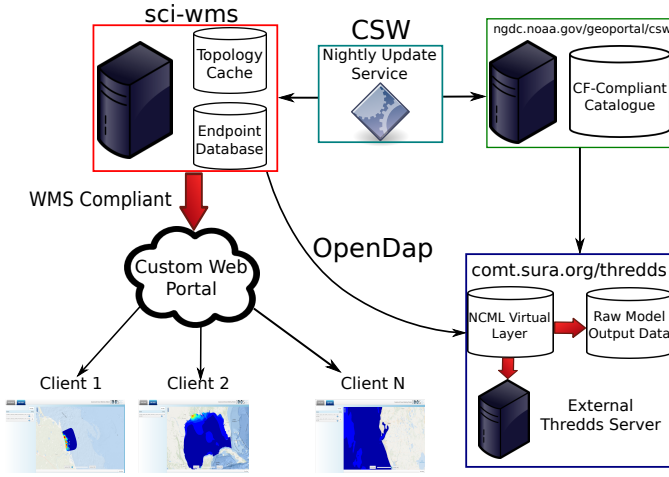 sci-wms
Topology
Cache
Endpoint
Database
CSW
Nightly Update
Service
ngdc.noaa.gov/geoportal/csw
CF-Compliant
Catalogue
WMS Compliant
Custom Web
Portal
OpenDap
comt.sura.org/thredds
NCML Virtual
Layer
Raw Model
Output Data
External
Thredds Server
Client 1
Client 2
Client N